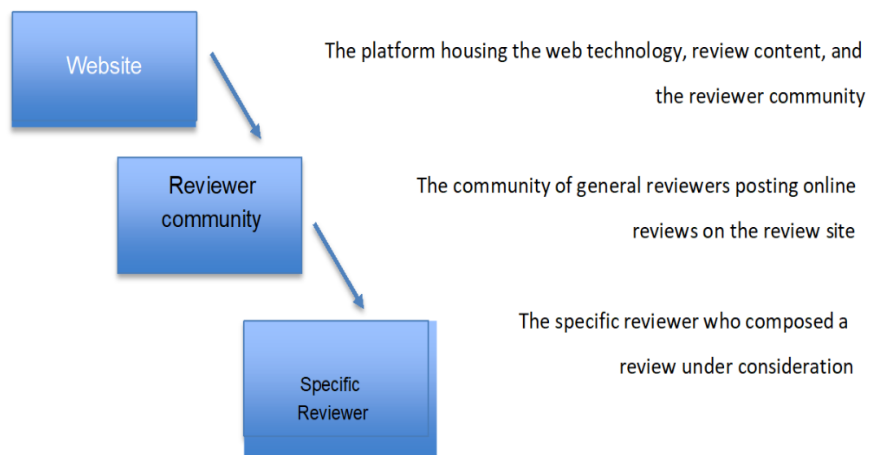 Website
The platform housing the web technology, review content, and
the reviewer community
Reviewer
community
The community of general reviewers posting online
reviews on the review site
Specific
Reviewer
The specific reviewer who composed a
review under consideration